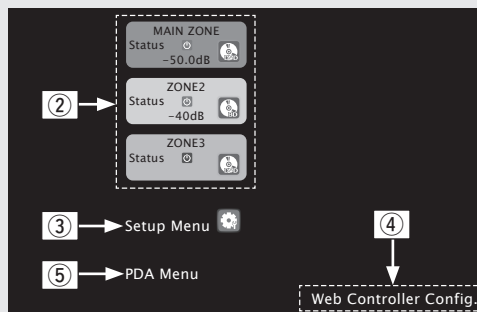 MAIN ZONE
Status
-50.0dB
② ZONE2
Status
-40dB
ZONE3
Status
③ Setup Menu
④
⑤ PDA Menu
Web Controller Config.